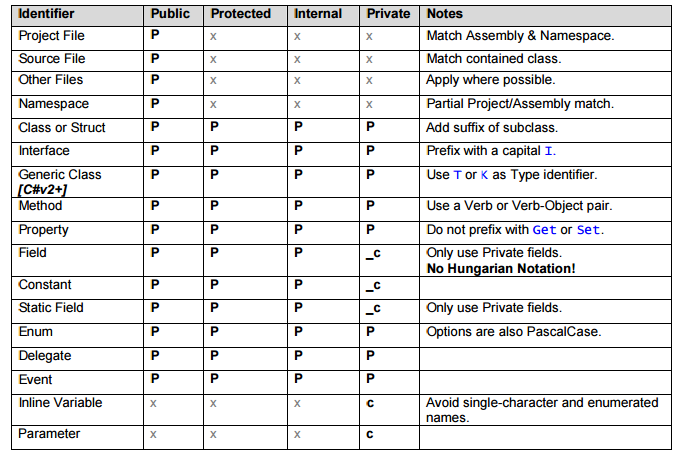 Identifier Public Protected Internal Private Notes
Project File P x x x Match Assembly & Namespace.
Source File P x x x Match contained class.
Other Files P x x x Apply where possible.
Namespace P x x x Partial Project/Assembly match.
Class or Struct P P P P Add suffix of subclass.
Interface P P P P Prefix with a capital I.
Generic Class P P P P Use T or K as Type identifier.
[C#v2+]
Method P P P P Use a Verb or Verb-Object pair.
Property P P P P Do not prefix with Get or Set.
Field P P P _c Only use Private fields.
No Hungarian Notation!
Constant P P P _c
Static Field P P P _c Only use Private fields.
Enum P P P P Options are also PascalCase.
Delegate P P P P
Event P P P P
Inline Variable x x x c Avoid single-character and enumerated
names.
Parameter x x x c